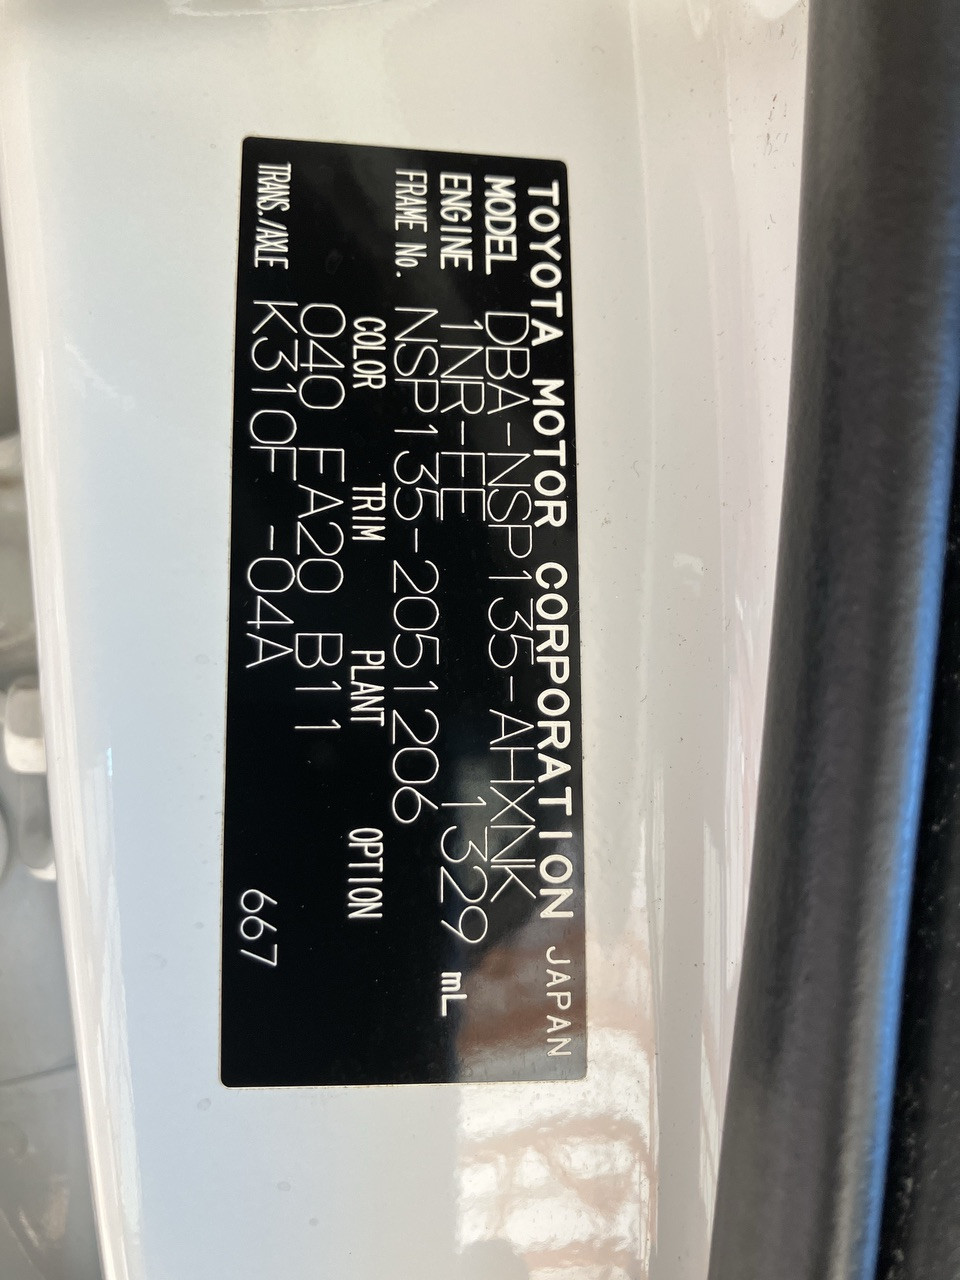 TOYOTA MOTOR CORPORATION JAPAN
MODEL DBA-NSP135-AHXNK
ENGINE 1NR-EE 1329 mL
FRAME No. NSP135-2051206
COLOR TRIM PLANT OPTION
040 FA20 B11
TRANS./AXLE K310F -04A 667